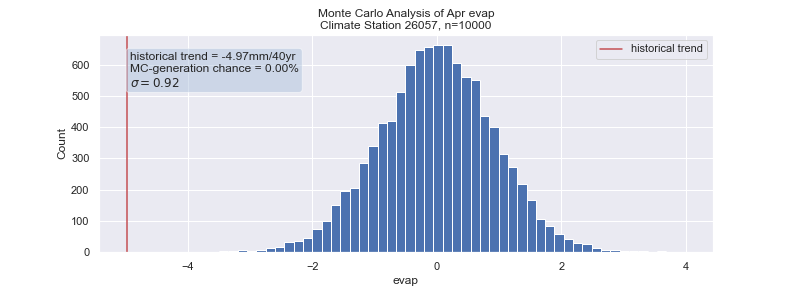 Monte Carlo Analysis of Apr evap
Climate Station 26057, n=10000
historical trend = -4.97mm/40yr
MC-generation chance = 0.00%
σ = 0.92
historical trend
Count
600
500
400
300
200
100
0
−4
−2
0
2
4
evap